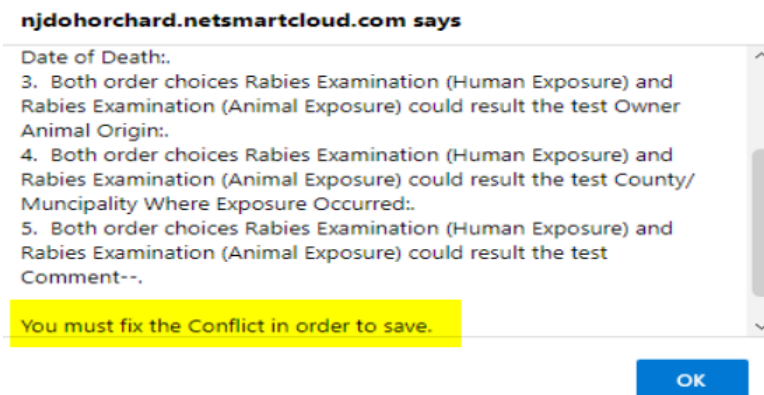 njdohorchard.netsmartcloud.com says
Date of Death:.
3. Both order choices Rabies Examination (Human Exposure) and
Rabies Examination (Animal Exposure) could result the test Owner
Animal Origin:.
4. Both order choices Rabies Examination (Human Exposure) and
Rabies Examination (Animal Exposure) could result the test County/
Muncipality Where Exposure Occurred:.
5. Both order choices Rabies Examination (Human Exposure) and
Rabies Examination (Animal Exposure) could result the test
Comment--.
You must fix the Conflict in order to save.
OK